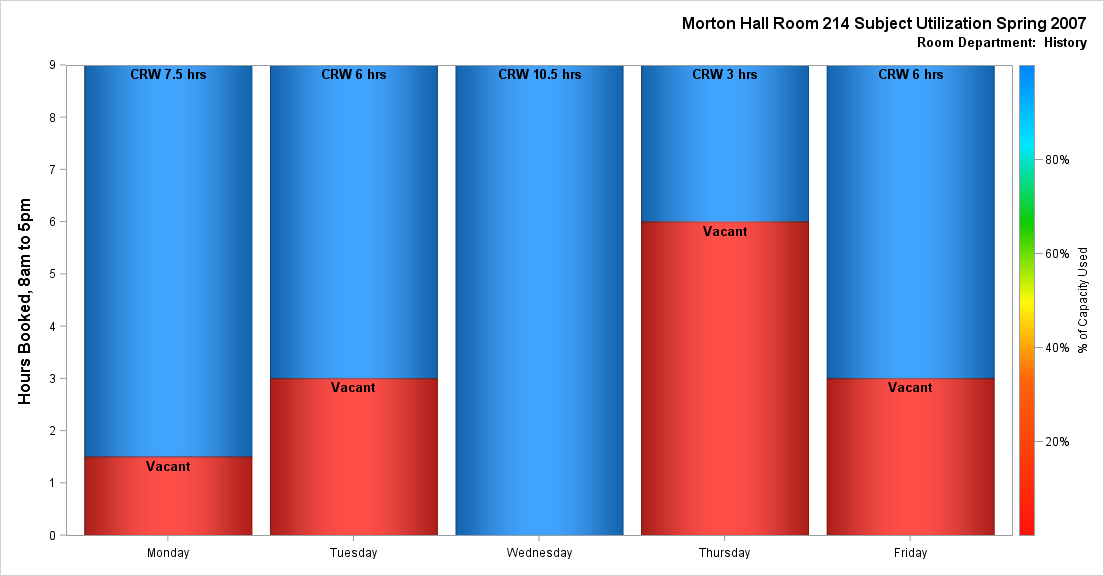 Morton Hall Room 214 Subject Utilization Spring 2007
Room Department:  History
Hours Booked, 8am to 5pm
9
8
7
6
5
4
3
2
1
0
CRW 7.5 hrs
CRW 6 hrs
CRW 10.5 hrs
CRW 3 hrs
CRW 6 hrs
Vacant
Vacant
Vacant
Vacant
Monday
Tuesday
Wednesday
Thursday
Friday
80%
60%
40%
20%
% of Capacity Used